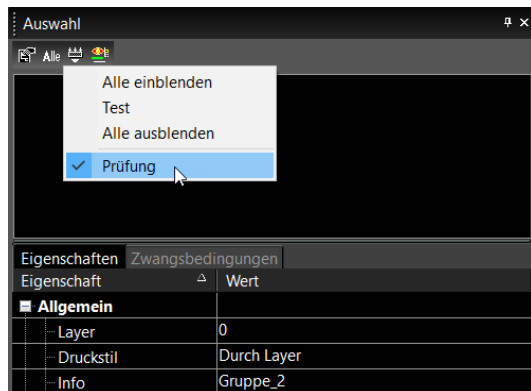 Auswahl
Alle
Alle einblenden
Test
Alle ausblenden
Prüfung
Eigenschaften Zwangsbedingungen
Eigenschaft Wert
Allgemein
Layer 0
Druckstil Durch Layer
Info Gruppe_2